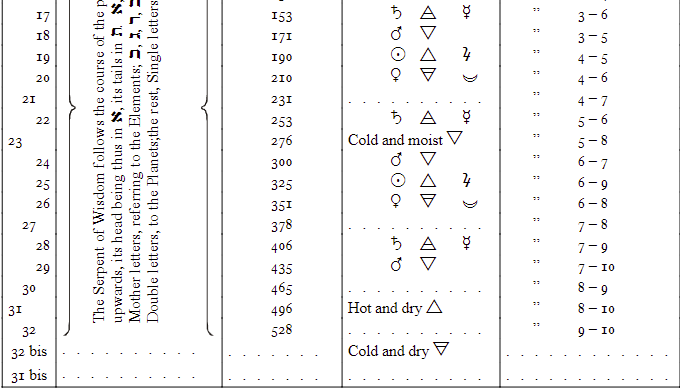 17 153 ♄ 🜁 ☿ " 3 – 6
18 171 ♂ ▽ " 3 – 5
19 190 ☉ △ ♃ " 4 – 5
20 210 ♀ 🜃 ☽ " 4 – 6
21 231 . . . . . . . . . . " 4 – 7
22 253 ♄ 🜁 ☿ " 5 – 6
23 276 Cold and moist ▽ " 5 – 8
24 300 ♂ ▽ " 6 – 7
25 325 ☉ △ ♃ " 6 – 9
26 351 ♀ 🜃 ☽ " 6 – 8
27 378 . . . . . . . . . . " 7 – 8
28 406 ♄ 🜁 ☿ " 7 – 9
29 435 ♂ ▽ " 7 – 10
30 465 . . . . . . . . . . " 8 – 9
31 496 Hot and dry △ " 8 – 10
32 528 . . . . . . . . . . " 9 – 10
32 bis . . . . . . . . . . . . . . . . . Cold and dry 🜃 . . . . . . . . . . .
31 bis . . . . . . . . . . . . . . . . . . . . . . . . . . . . . . . . . . . . . .
The Serpent of Wisdom follows the course of the p
upwards, its head being thus in א, its tails in ת. א
Mother letters, referring to the Elements; ב, ג,
Double letters, to the Planets; the rest, Single letters